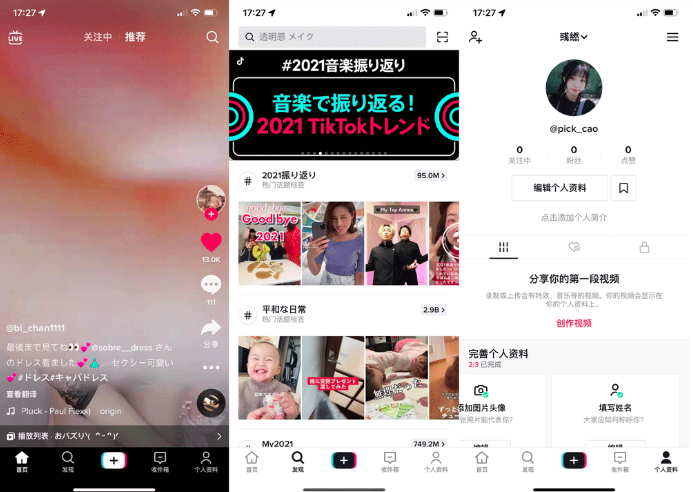 17:27
LIVE
关注中
推荐
13.0K
111
分享
@bi_chan1111
最後まで見てね👀💕@sobre__dress さん
のドレス着ました💕👗 セクシー可愛い
💕#ドレス#キャバドレス
查看翻译
Pluck - Paul Flexx) origin
播放列表 · おバズり
首页
发现
收件箱
个人资料
17:27
透明感 メイク
#2021音楽振り返り
音楽で振り返る!
2021 TikTokトレンド
2021振り返り
热门话题标签
95.0M
Good bye
Goodbye
2021
My Top Anime
平和な日常
热门话题标签
2.9B
My2021
749.2M
首页
发现
收件箱
个人资料
17:27
@pick_cao
0
0
0
关注中
粉丝
点赞
编辑个人资料
点击添加个人简介
分享你的第一段视频
录制或上传含有特效、音乐等的视频。你的视频会显示在
你的个人资料上。
创作视频
完善个人资料
2/3 已完成
添加图片头像
填写姓名
张照片能代表你?
大家应如何称呼你?
编辑
编辑
首页
发现
收件箱
个人资料